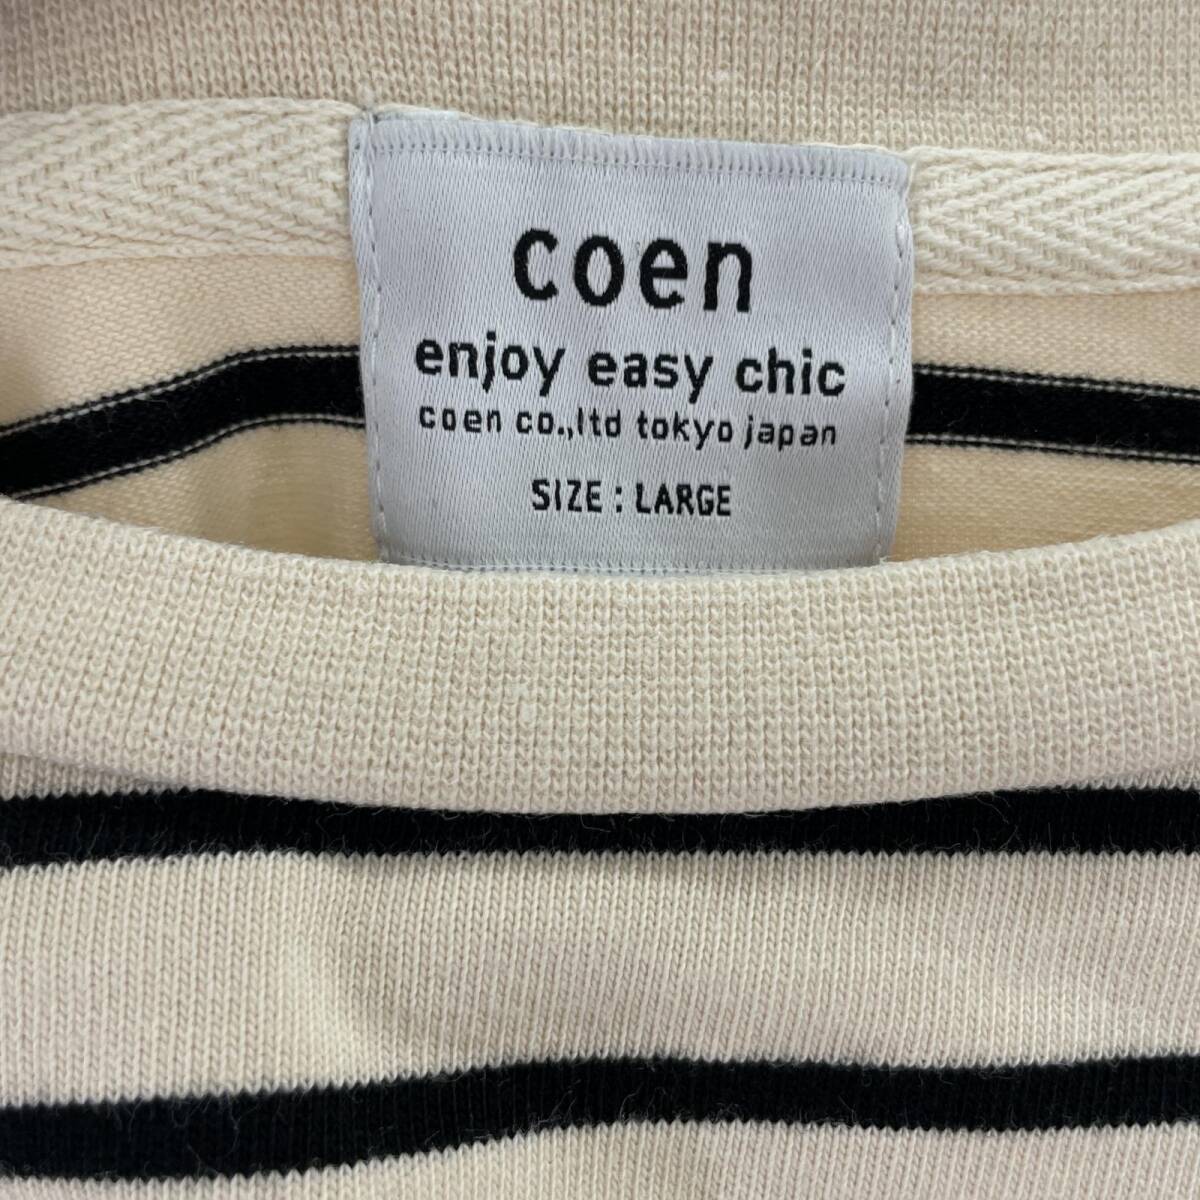 coen
enjoy easy chic
coen co.,ltd tokyo japan
SIZE : LARGE